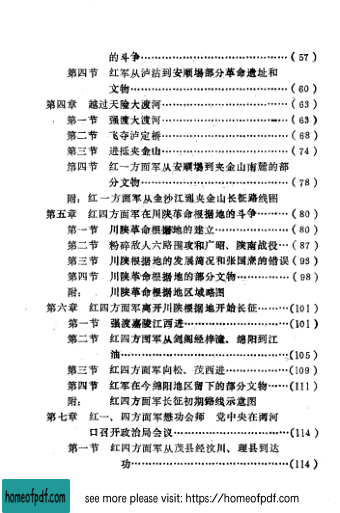 的斗争……………………………………(57)
第四节 红军从泸沽到安顺场部分革命遗址和
文物……………………………………(60)
第四章 越过天险大渡河……………………………(63)
第一节 强渡大渡河……………………………(63)
第二节 飞夺泸定桥……………………………(68)
第三节 进抵夹金山……………………………(74)
第四节 红一方面军从安顺场到夹金山南麓的部
分文物……………………………………(78)
附：红一方面军从金沙江到夹金山长征路线图
第五章 红四方面军在川陕革命根据地的斗争………(80)
第一节 川陕革命根据地的建立………………(80)
第二节 粉碎敌人六路围攻和广昭、陕南战役…(87)
第三节 川陕根据地的发展简况和张国焘的错误(93)
第四节 川陕革命根据地的部分文物……………(98)
附： 川陕革命根据地区域略图
第六章 红四方面军离开川陕根据地开始长征………(101)
第一节 强渡嘉陵江西进………………………(101)
第二节 红四方面军从剑阁经梓潼、绵阳到江
油……………………………………(105)
第三节 红四方面军向松、茂西进……………(109)
第四节 红军在今绵阳地区留下的部分文物……(111)
附： 红四方面军长征初期路线示意图
第七章 红一、四方面军懋功会师 党中央在两河
口召开政治局会议………………………(114)
第一节 红四方面军从茂县经汶川、理县到达
功……………………………………(114)
homeofpdf.com
see more please visit: https://homeofpdf.com